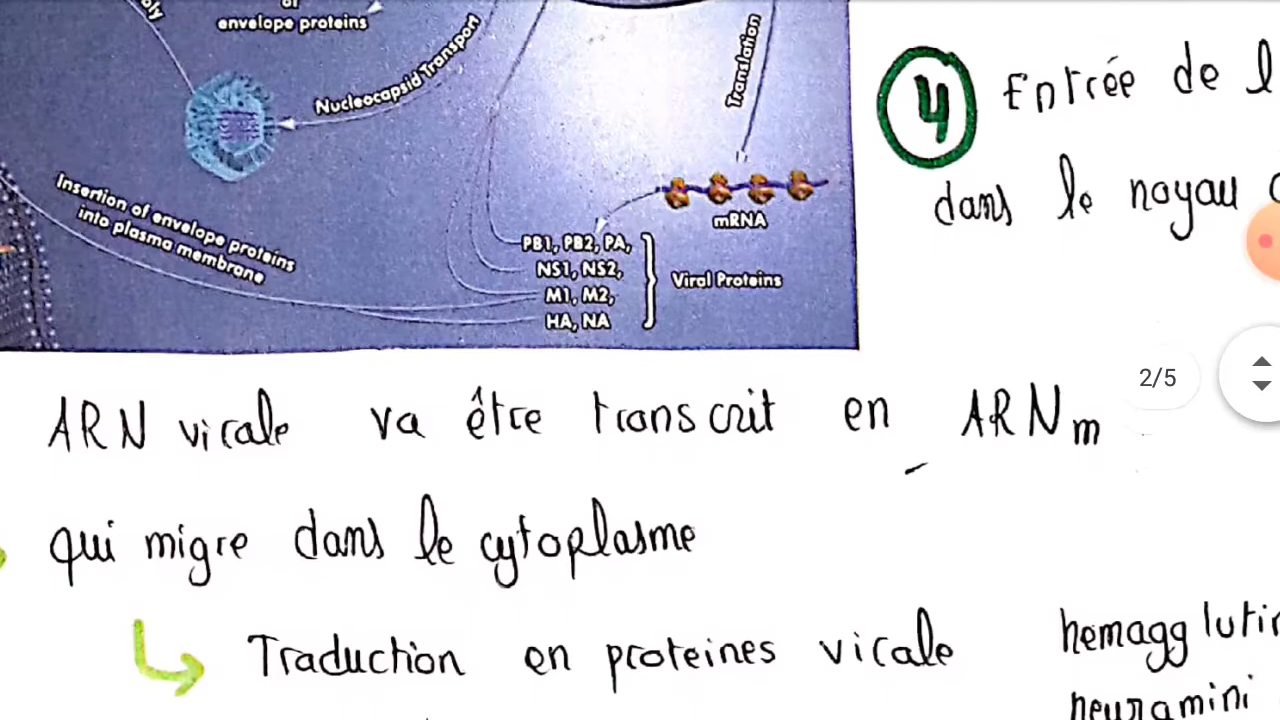 of
envelope proteins
Nucleocapsid Transport
Translation
Insertion of envelope proteins
into plasma membrane
mRNA
PB1, PB2, PA,
NS1, NS2,
M1, M2,
HA, NA
Viral Proteins
4 Entrée de l
dans le noyau
2/5
ARN virale va être transcrit en ARNm
qui migre dans le cytoplasme
Traduction en proteines virale
hemagglutin
neuramini